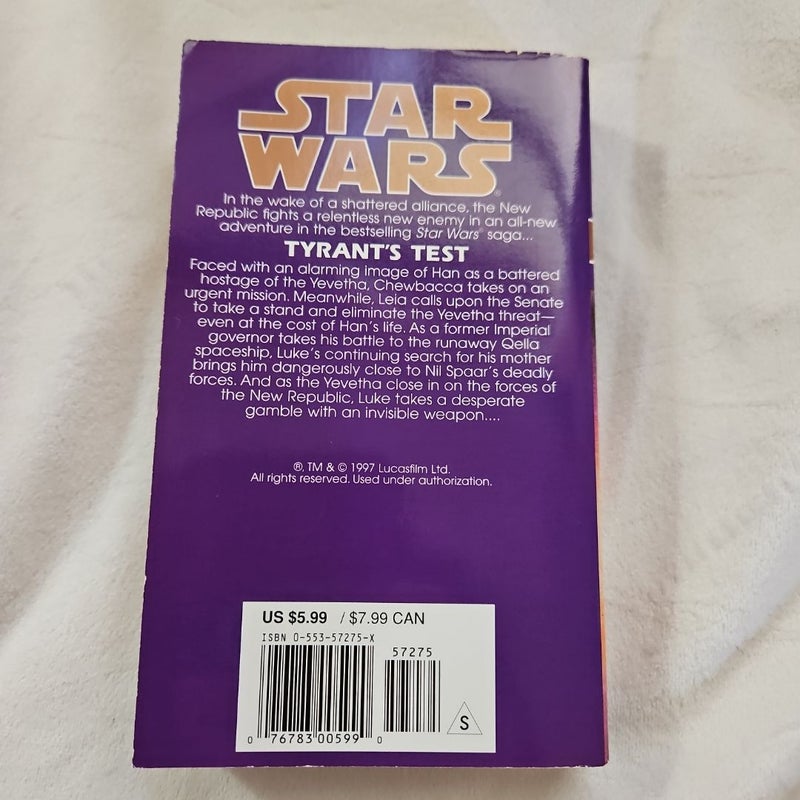 STAR
WARS®
In the wake of a shattered alliance, the New
Republic fights a relentless new enemy in an all-new
adventure in the bestselling Star Wars® saga...
TYRANT'S TEST
Faced with an alarming image of Han as a battered
hostage of the Yevetha, Chewbacca takes on an
urgent mission. Meanwhile, Leia calls upon the Senate
to take a stand and eliminate the Yevetha threat—
even at the cost of Han's life. As a former Imperial
governor takes his battle to the runaway Qella
spaceship, Luke's continuing search for his mother
brings him dangerously close to Nil Spaar's deadly
forces. And as the Yevetha close in on the forces of
the New Republic, Luke takes a desperate
gamble with an invisible weapon....
®, TM & © 1997 Lucasfilm Ltd.
All rights reserved. Used under authorization.
US $5.99 / $7.99 CAN
ISBN 0-553-57275-X
57275
S
0 76783 00599 0